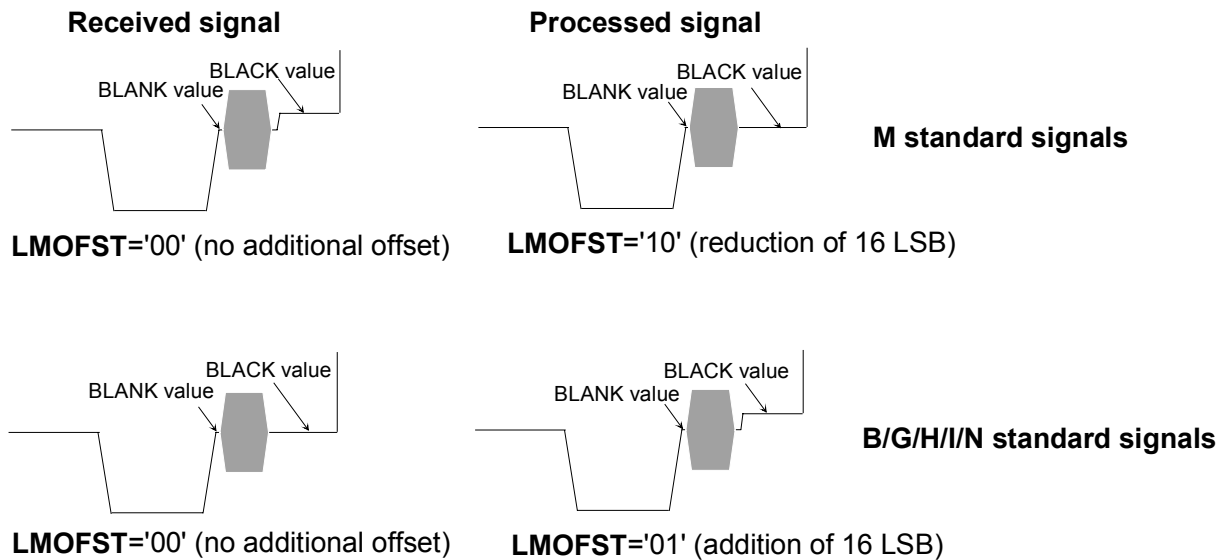 Received signal
Processed signal
BLACK value
BLANK value
BLACK value
BLANK value
M standard signals
LMOFST='00' (no additional offset)
LMOFST='10' (reduction of 16 LSB)
BLACK value
BLANK value
BLACK value
BLANK value
B/G/H/I/N standard signals
LMOFST='00' (no additional offset)
LMOFST='01' (addition of 16 LSB)